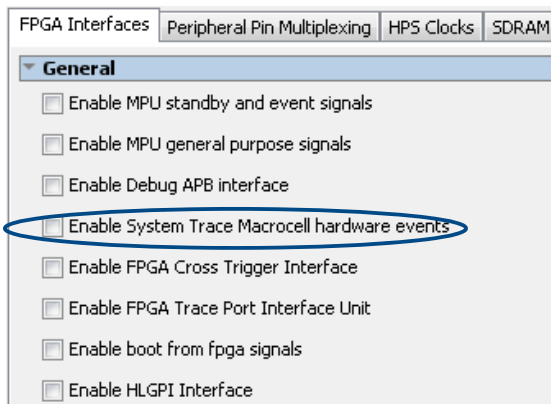 FPGA Interfaces Peripheral Pin Multiplexing HPS Clocks SDRAM
General
Enable MPU standby and event signals
Enable MPU general purpose signals
Enable Debug APB interface
Enable System Trace Macrocell hardware events
Enable FPGA Cross Trigger Interface
Enable FPGA Trace Port Interface Unit
Enable boot from fpga signals
Enable HLGPI Interface